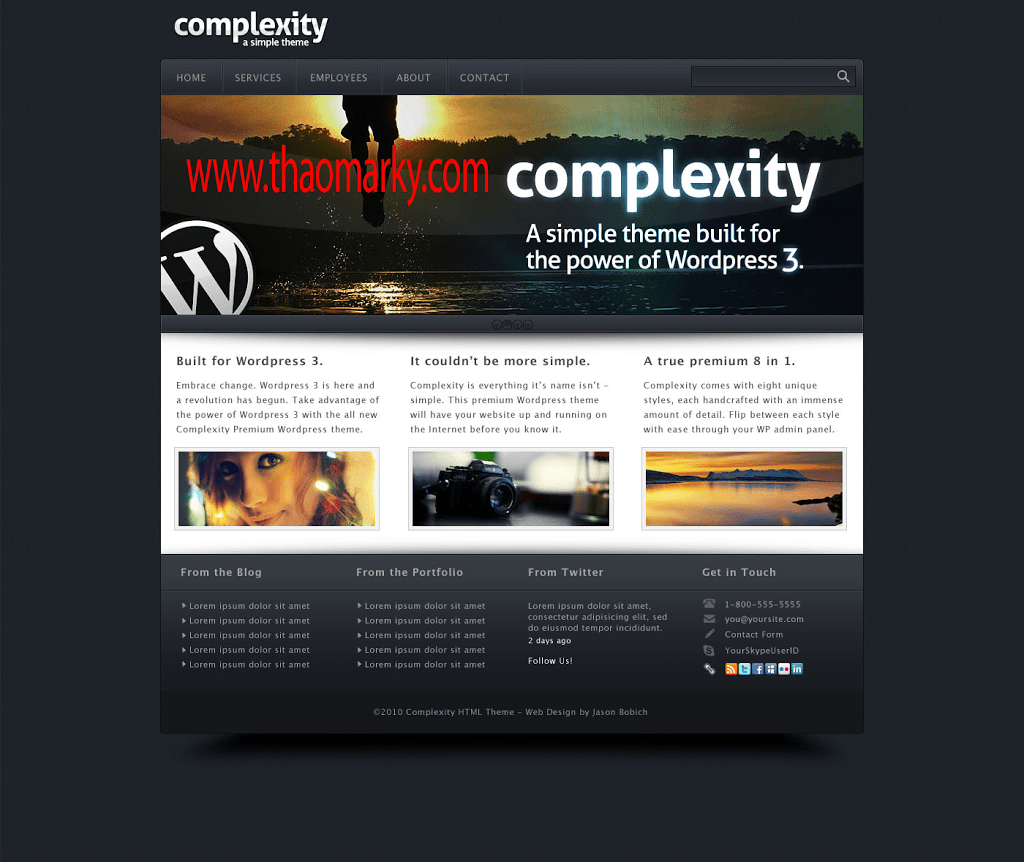 complexity
a simple theme
HOME SERVICES EMPLOYEES ABOUT CONTACT
www.thaomarky.com
complexity
A simple theme built for
the power of Wordpress 3.
W
Built for Wordpress 3.
Embrace change. Wordpress 3 is here and
a revolution has begun. Take advantage of
the power of Wordpress 3 with the all new
Complexity Premium Wordpress theme.
It couldn't be more simple.
Complexity is everything it's name isn't –
simple. This premium Wordpress theme
will have your website up and running on
the Internet before you know it.
A true premium 8 in 1.
Complexity comes with eight unique
styles, each handcrafted with an immense
amount of detail. Flip between each style
with ease through your WP admin panel.
From the Blog
Lorem ipsum dolor sit amet
Lorem ipsum dolor sit amet
Lorem ipsum dolor sit amet
Lorem ipsum dolor sit amet
Lorem ipsum dolor sit amet
From the Portfolio
Lorem ipsum dolor sit amet
Lorem ipsum dolor sit amet
Lorem ipsum dolor sit amet
Lorem ipsum dolor sit amet
Lorem ipsum dolor sit amet
From Twitter
Lorem ipsum dolor sit amet,
consectetur adipisicing elit, sed
do eiusmod tempor incididunt.
2 days ago
Follow Us!
Get in Touch
1-800-555-5555
you@yoursite.com
Contact Form
YourSkypeUserID
©2010 Complexity HTML Theme – Web Design by Jason Bobich